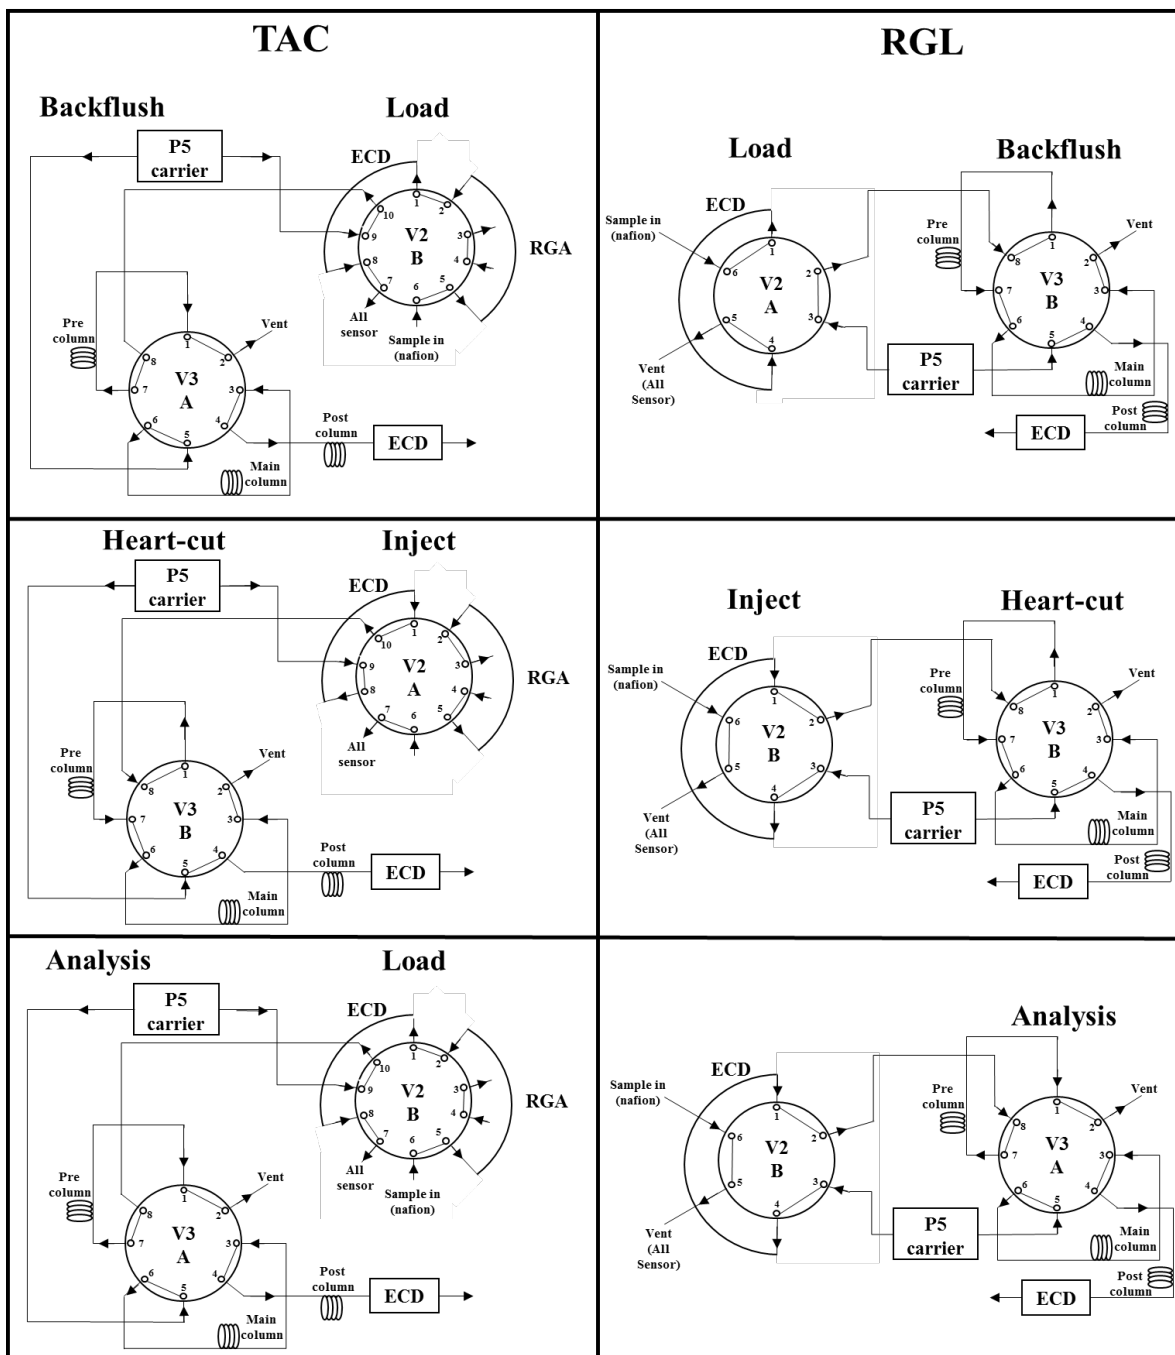 TAC
Backflush
Load
P5
carrier
ECD
1
2
10
9
V2
B
3
4
RGA
8
7
6
5
All
sensor
Sample in
(nafion)
Pre
column
1
Vent
8
2
7
V3
A
3
6
5
4
Post
column
ECD
Main
column
RGL
Load
Backflush
ECD
Sample in
(nafion)
1
6
2
V2
A
5
3
4
Vent
(All
Sensor)
P5
carrier
Pre
column
1
Vent
8
2
7
V3
B
3
6
5
4
Main
column
Post
column
ECD
Heart-cut
Inject
P5
carrier
ECD
1
2
10
9
V2
A
3
4
RGA
8
7
6
5
All
sensor
Pre
column
1
Vent
8
2
7
V3
B
3
6
5
4
Post
column
ECD
Main
column
Inject
Heart-cut
ECD
Sample in
(nafion)
1
6
2
V2
B
5
3
4
Vent
(All
Sensor)
P5
carrier
Pre
column
1
Vent
8
2
7
V3
B
3
6
5
4
Main
column
Post
column
ECD
Analysis
Load
P5
carrier
ECD
1
2
10
9
V2
B
3
4
RGA
8
7
6
5
All
sensor
Sample in
(nafion)
Pre
column
1
Vent
8
2
7
V3
A
3
6
5
4
Post
column
ECD
Main
column
Analysis
ECD
Sample in
(nafion)
1
6
2
V2
B
5
3
4
Vent
(All
Sensor)
P5
carrier
Pre
column
1
Vent
8
2
7
V3
A
3
6
5
4
Main
column
Post
column
ECD